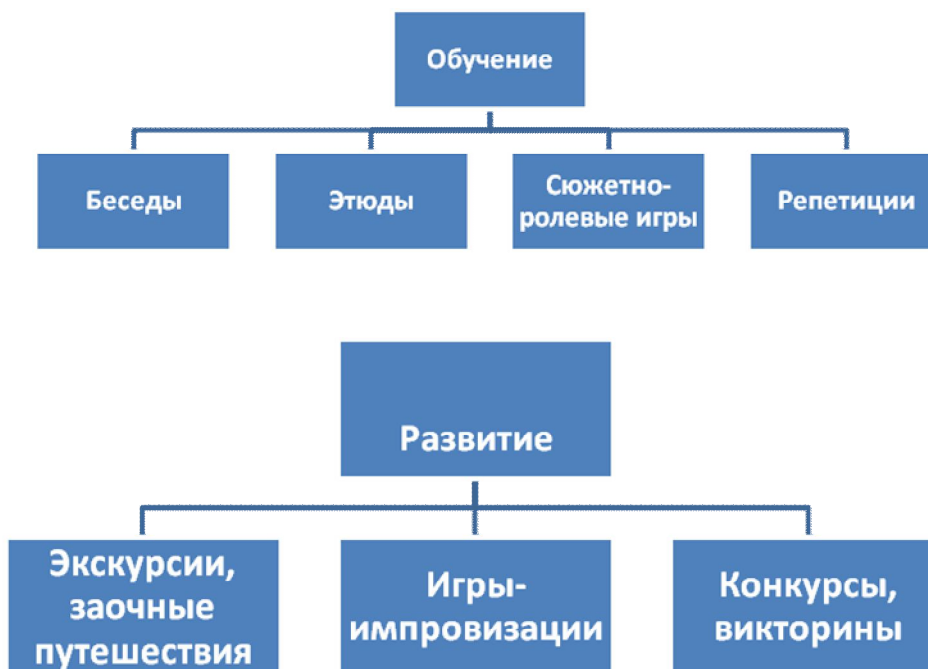 Обучение
Беседы
Этюды
Сюжетно-
ролевые игры
Репетиции
Развитие
Экскурсии,
заочные
путешествия
Игры-
импровизации
Конкурсы,
викторины